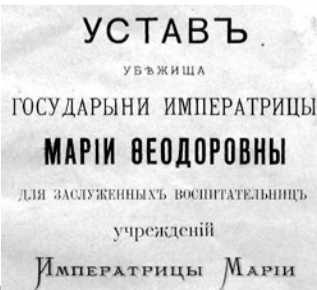 УСТАВЪ
УБѢЖИЩА
ГОСУДАРЫНИ ИМПЕРАТРИЦЫ
МАРІИ ѲЕОДОРОВНЫ
ДЛЯ ЗАСЛУЖЕННЫХЪ ВОСПИТАТЕЛЬНИЦЪ
учрежденій
Императрицы Маріи